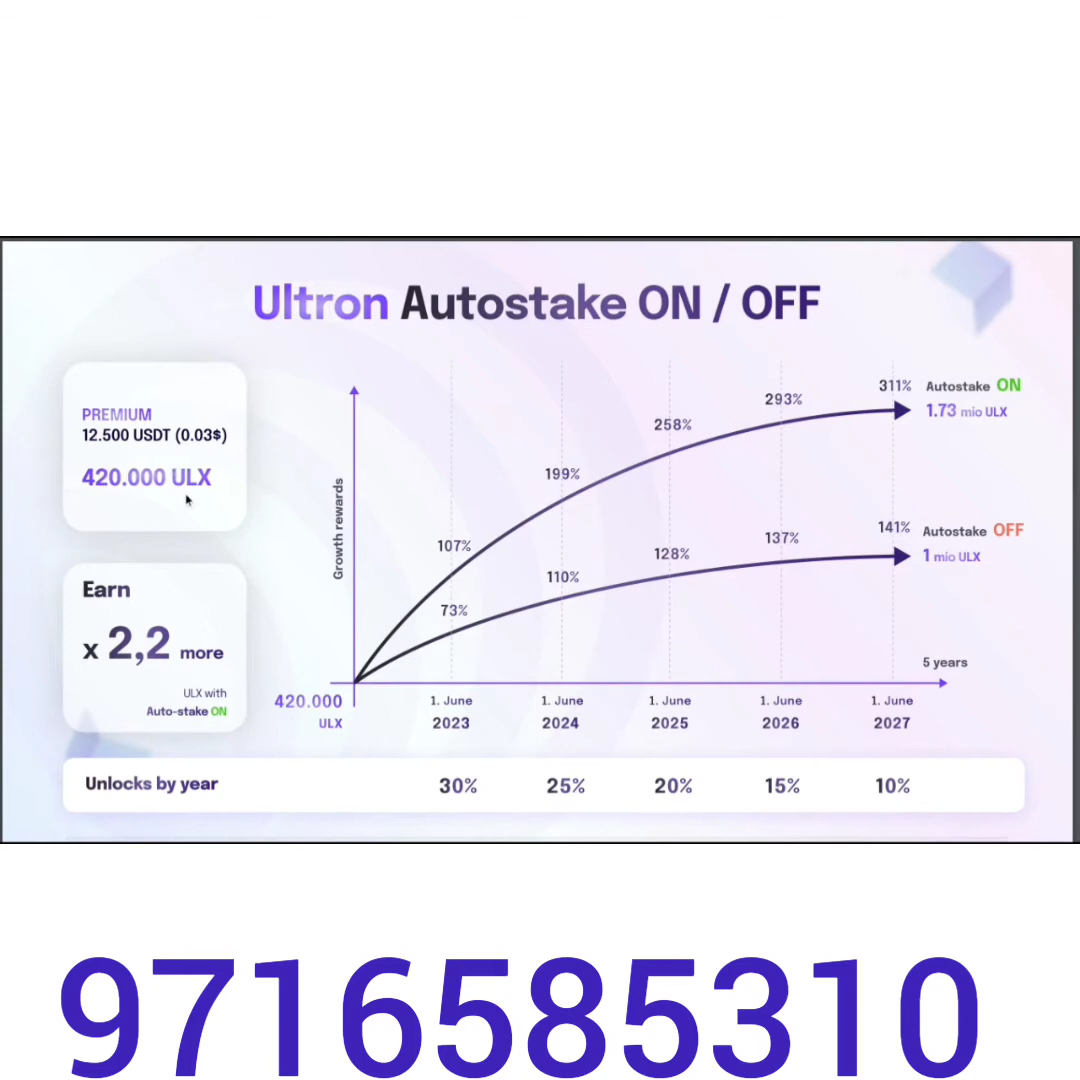 Ultron Autostake ON / OFF
PREMIUM
12.500 USDT (0.03$)
420.000 ULX
Earn
x 2,2 more
ULX with
Auto-stake ON
Growth rewards
107%
199%
258%
293%
311%
Autostake ON
1.73 mio ULX
73%
110%
128%
137%
141%
Autostake OFF
1 mio ULX
5 years
420.000
ULX
1. June 1. June 1. June 1. June 1. June
2023 2024 2025 2026 2027
Unlocks by year 30% 25% 20% 15% 10%
9716585310